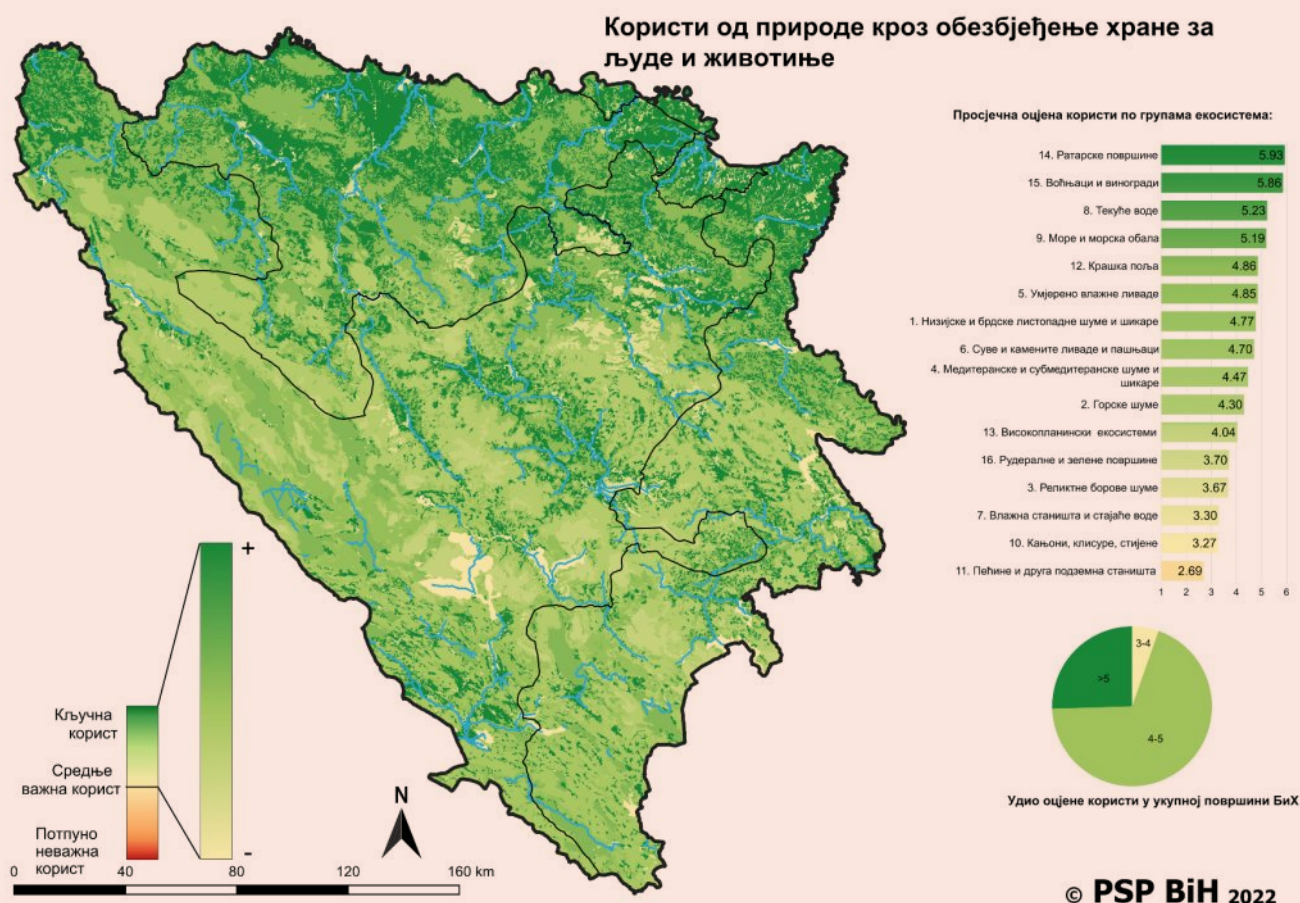 Користи од природе кроз обезбјеђење хране за
људе и животиње
Просјечна оцјена користи по групама екосистема:
14. Ратарске површине 5.93
15. Воћњаци и виногради 5.86
8. Текуће воде 5.23
9. Море и морска обала 5.19
12. Крашка поља 4.86
5. Умјерено влажне ливаде 4.85
1. Низијске и брдске листопадне шуме и шикаре 4.77
6. Суве и камените ливаде и пашњаци 4.70
4. Медитеранске и субмедитеранске шуме и
шикаре 4.47
2. Горске шуме 4.30
13. Високопланински екосистеми 4.04
16. Рудералне и зелене површине 3.70
3. Реликтне борове шуме 3.67
7. Влажна станишта и стајаће воде 3.30
10. Кањони, клисуре, стијене 3.27
11. Пећине и друга подземна станишта 2.69
1 2 3 4 5 6
3-4
>5
4-5
Удио оцјене користи у укупној површини БиХ
+
-
Кључна
корист
Средње
важна корист
Потпуно
неважна
корист
N
0 40 80 120 160 km
© PSP BiH 2022